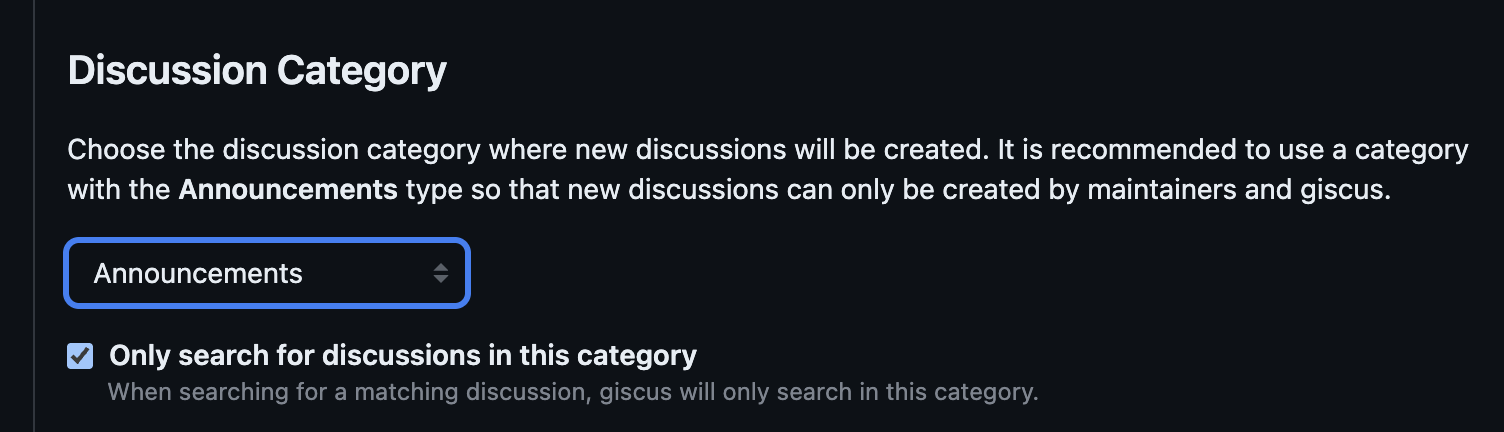 Discussion Category
Choose the discussion category where new discussions will be created. It is recommended to use a category
with the Announcements type so that new discussions can only be created by maintainers and giscus.
Announcements
Only search for discussions in this category
When searching for a matching discussion, giscus will only search in this category.